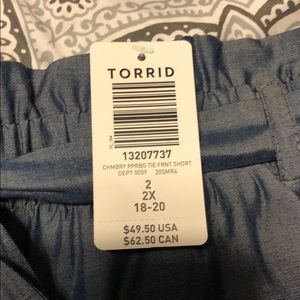 TORRID
13207737
CHMBRY PPRBG TIE FRNT SHORT
DEPT 0059 20SMR4
2
2X
18-20
$49.50 USA
$62.50 CAN